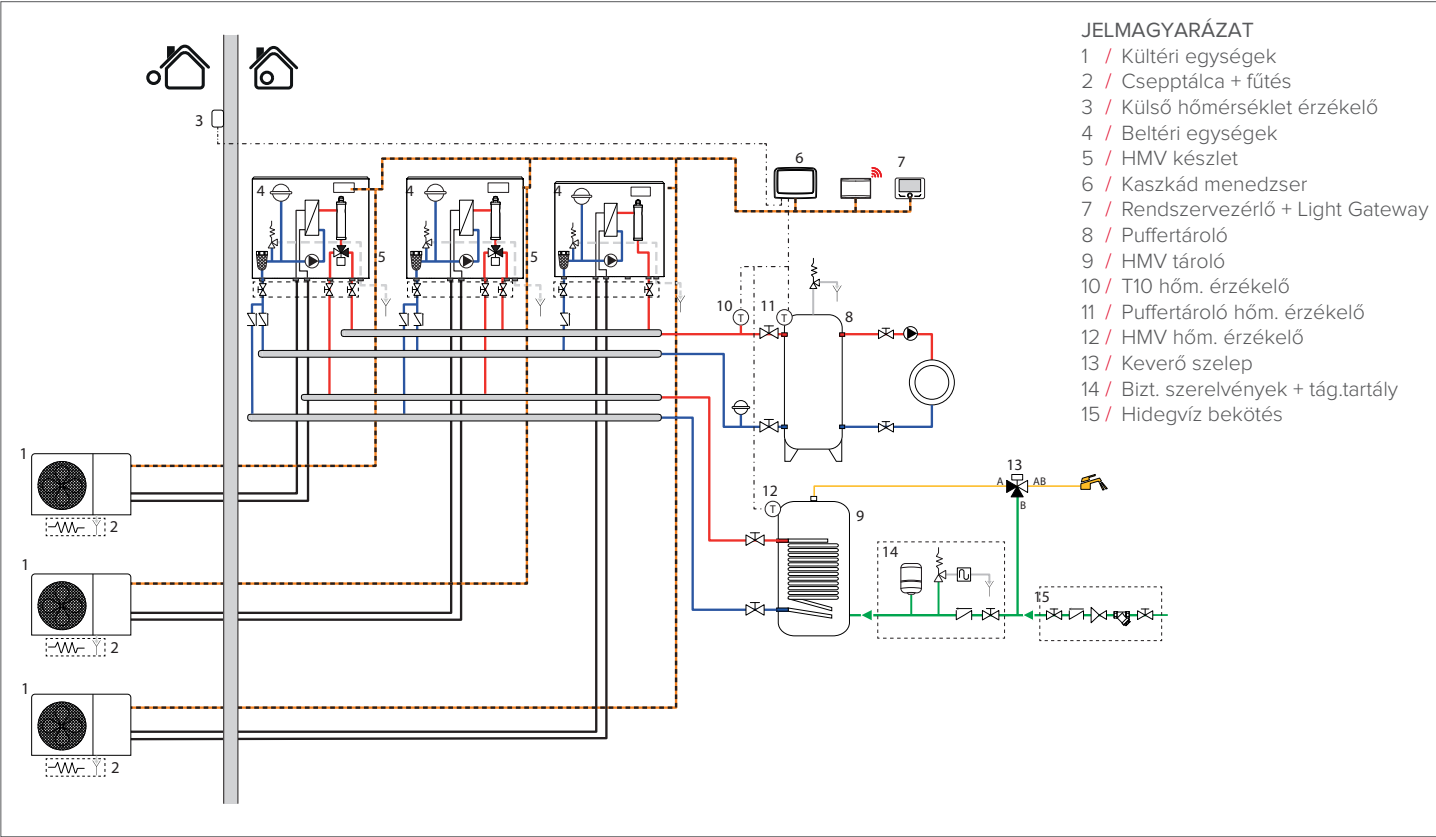 JELMAGYARÁZAT
1 / Kültéri egységek
2 / Csepptálca + fűtés
3 / Külső hőmérséklet érzékelő
4 / Beltéri egységek
5 / HMV készlet
6 / Kaszkád menedzser
7 / Rendszervezérlő + Light Gateway
8 / Puffertároló
9 / HMV tároló
10 / T10 hőm. érzékelő
11 / Puffertároló hőm. érzékelő
12 / HMV hőm. érzékelő
13 / Keverő szelep
14 / Bizt. szerelvények + tág.tartály
15 / Hidegvíz bekötés
3
6
7
4
4
4
5
5
10
T
11
T
8
1
2
12
T
9
13
A
AB
B
14
15
1
2
1
2